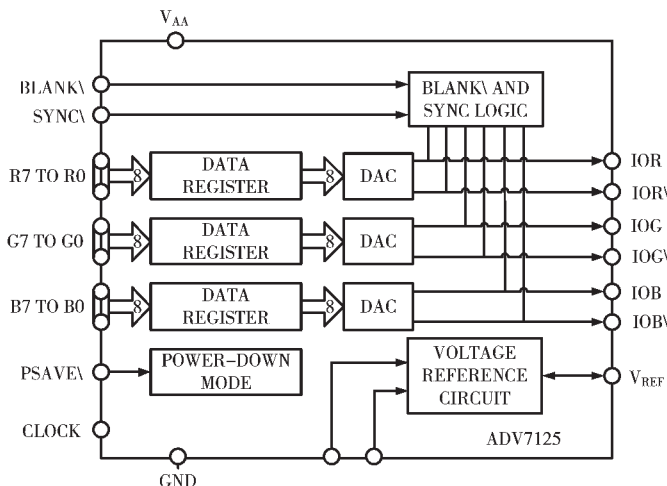 V_AA
BLANK\
SYNC\
BLANK\ AND
SYNC LOGIC
R7 TO R0
8
DATA
REGISTER
8
DAC
IOR
IOR\
G7 TO G0
8
DATA
REGISTER
8
DAC
IOG
IOG\
B7 TO B0
8
DATA
REGISTER
8
DAC
IOB
IOB\
PSAVE\
POWER-DOWN
MODE
VOLTAGE
REFERENCE
CIRCUIT
V_REF
CLOCK
ADV7125
GND